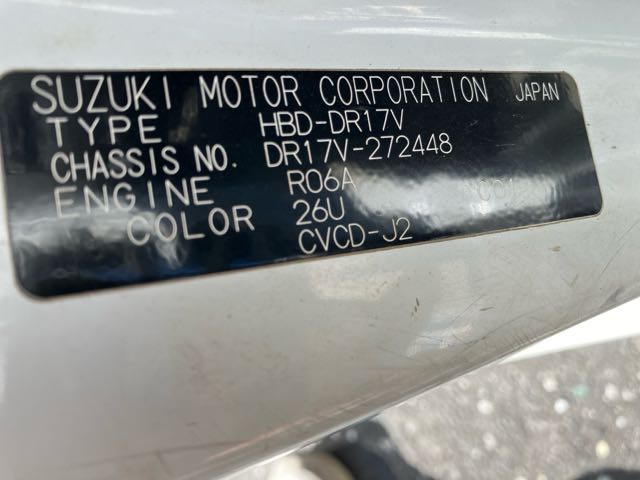 SUZUKI MOTOR CORPORATION JAPAN
TYPE HBD-DR17V
CHASSIS NO. DR17V-272448
ENGINE R06A
COLOR 26U
CVCD-J2